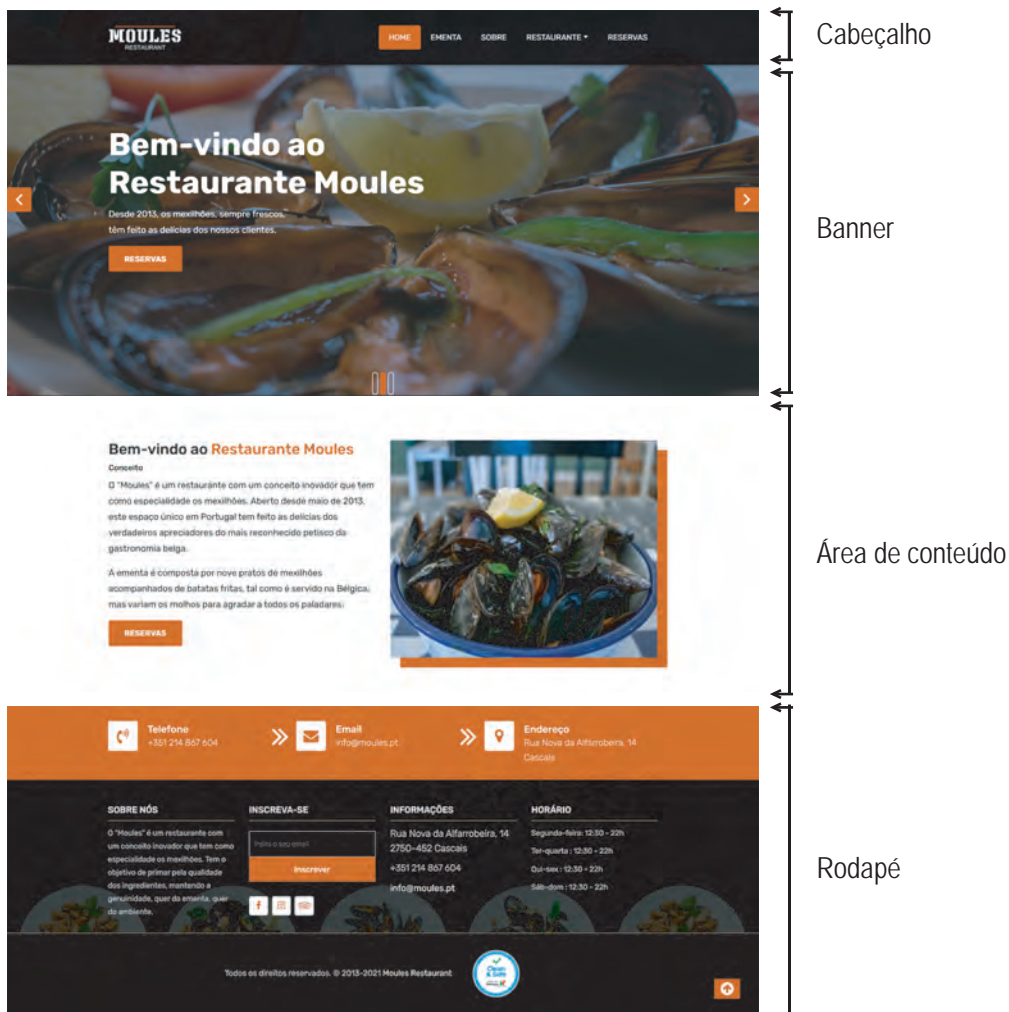 MOULES
RESTAURANT
HOME EMENTA SOBRE RESTAURANTE RESERVAS
Cabeçalho
Bem-vindo ao
Restaurante Moules
Desde 2013, os mexilhões, sempre frescos,
têm feito as delícias dos nossos clientes.
RESERVAS
Banner
Bem-vindo ao Restaurante Moules
Conceito
O "Moules" é um restaurante com um conceito inovador que tem
como especialidade os mexilhões. Aberto desde maio de 2013,
este espaço único em Portugal tem feito as delícias dos
verdadeiros apreciadores do mais reconhecido petisco da
gastronomia belga.
A ementa é composta por nove pratos de mexilhões
acompanhados de batatas fritas, tal como é servido na Bélgica,
mas variam os molhos para agradar a todos os paladares.
RESERVAS
Área de conteúdo
Telefone
+351 214 867 604
Email
info@moules.pt
Endereço
Rua Nova da Alfarrobeira, 14
Cascais
SOBRE NÓS
O "Moules" é um restaurante com
um conceito inovador que tem como
especialidade os mexilhões. Tem o
objetivo de primar pela qualidade
dos ingredientes, mantendo a
genuinidade, quer da ementa, quer
do ambiente.
INSCREVA-SE
o seu email
Inscrever
INFORMAÇÕES
Rua Nova da Alfarrobeira, 14
2750-452 Cascais
+351 214 867 604
info@moules.pt
HORÁRIO
Segunda-feira: 12:30 - 22h
Ter-quarta : 12:30 - 22h
Qui-sex : 12:30 - 22h
Sáb-dom : 12:30 - 22h
Rodapé
Todos os direitos reservados. © 2013-2021 Moules Restaurant
Clean
& Safe